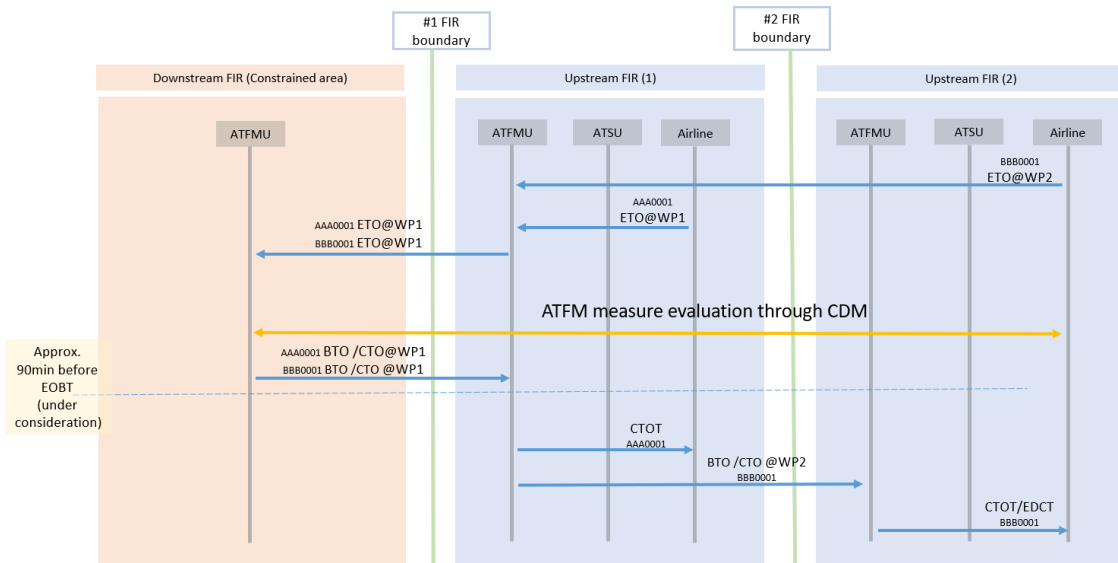 #1 FIR
boundary
#2 FIR
boundary
Downstream FIR (Constrained area)
Upstream FIR (1)
Upstream FIR (2)
ATFMU
ATFMU
ATSU
Airline
ATFMU
ATSU
Airline
BBB0001
ETO@WP2
AAA0001
ETO@WP1
AAA0001 ETO@WP1
BBB0001 ETO@WP1
ATFM measure evaluation through CDM
Approx.
90min before
EOBT
(under
consideration)
AAA0001 BTO /CTO@WP1
BBB0001 BTO /CTO @WP1
CTOT
AAA0001
BTO /CTO @WP2
BBB0001
CTOT/EDCT
BBB0001